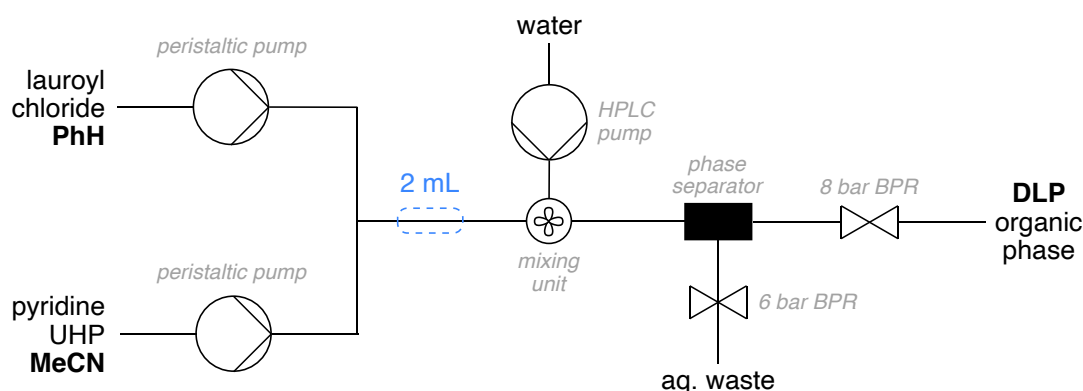 water
peristaltic pump
lauroyl
chloride
PhH
HPLC
pump
2 mL
phase
separator
8 bar BPR
DLP
organic
phase
mixing
unit
peristaltic pump
pyridine
UHP
MeCN
6 bar BPR
aq. waste